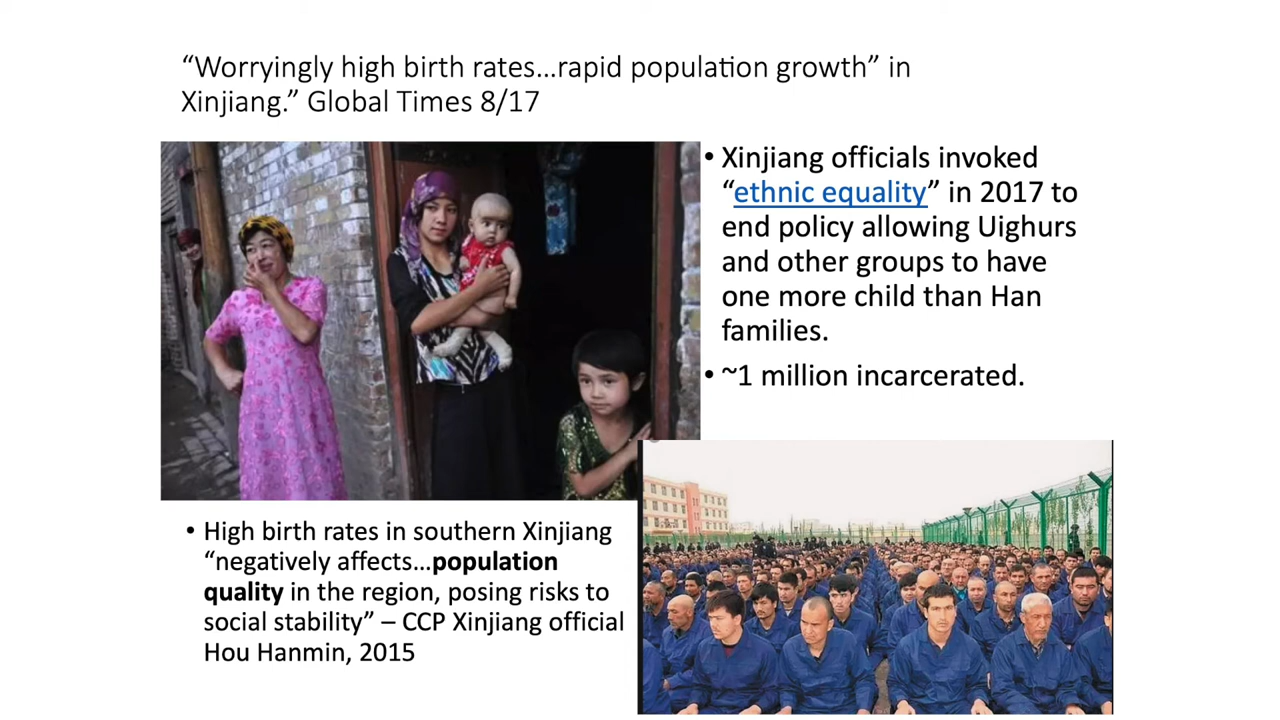 “Worryingly high birth rates…rapid population growth” in
Xinjiang.” Global Times 8/17
• Xinjiang officials invoked
“ethnic equality” in 2017 to
end policy allowing Uighurs
and other groups to have
one more child than Han
families.
• ~1 million incarcerated.
• High birth rates in southern Xinjiang
“negatively affects…population
quality in the region, posing risks to
social stability” – CCP Xinjiang official
Hou Hanmin, 2015